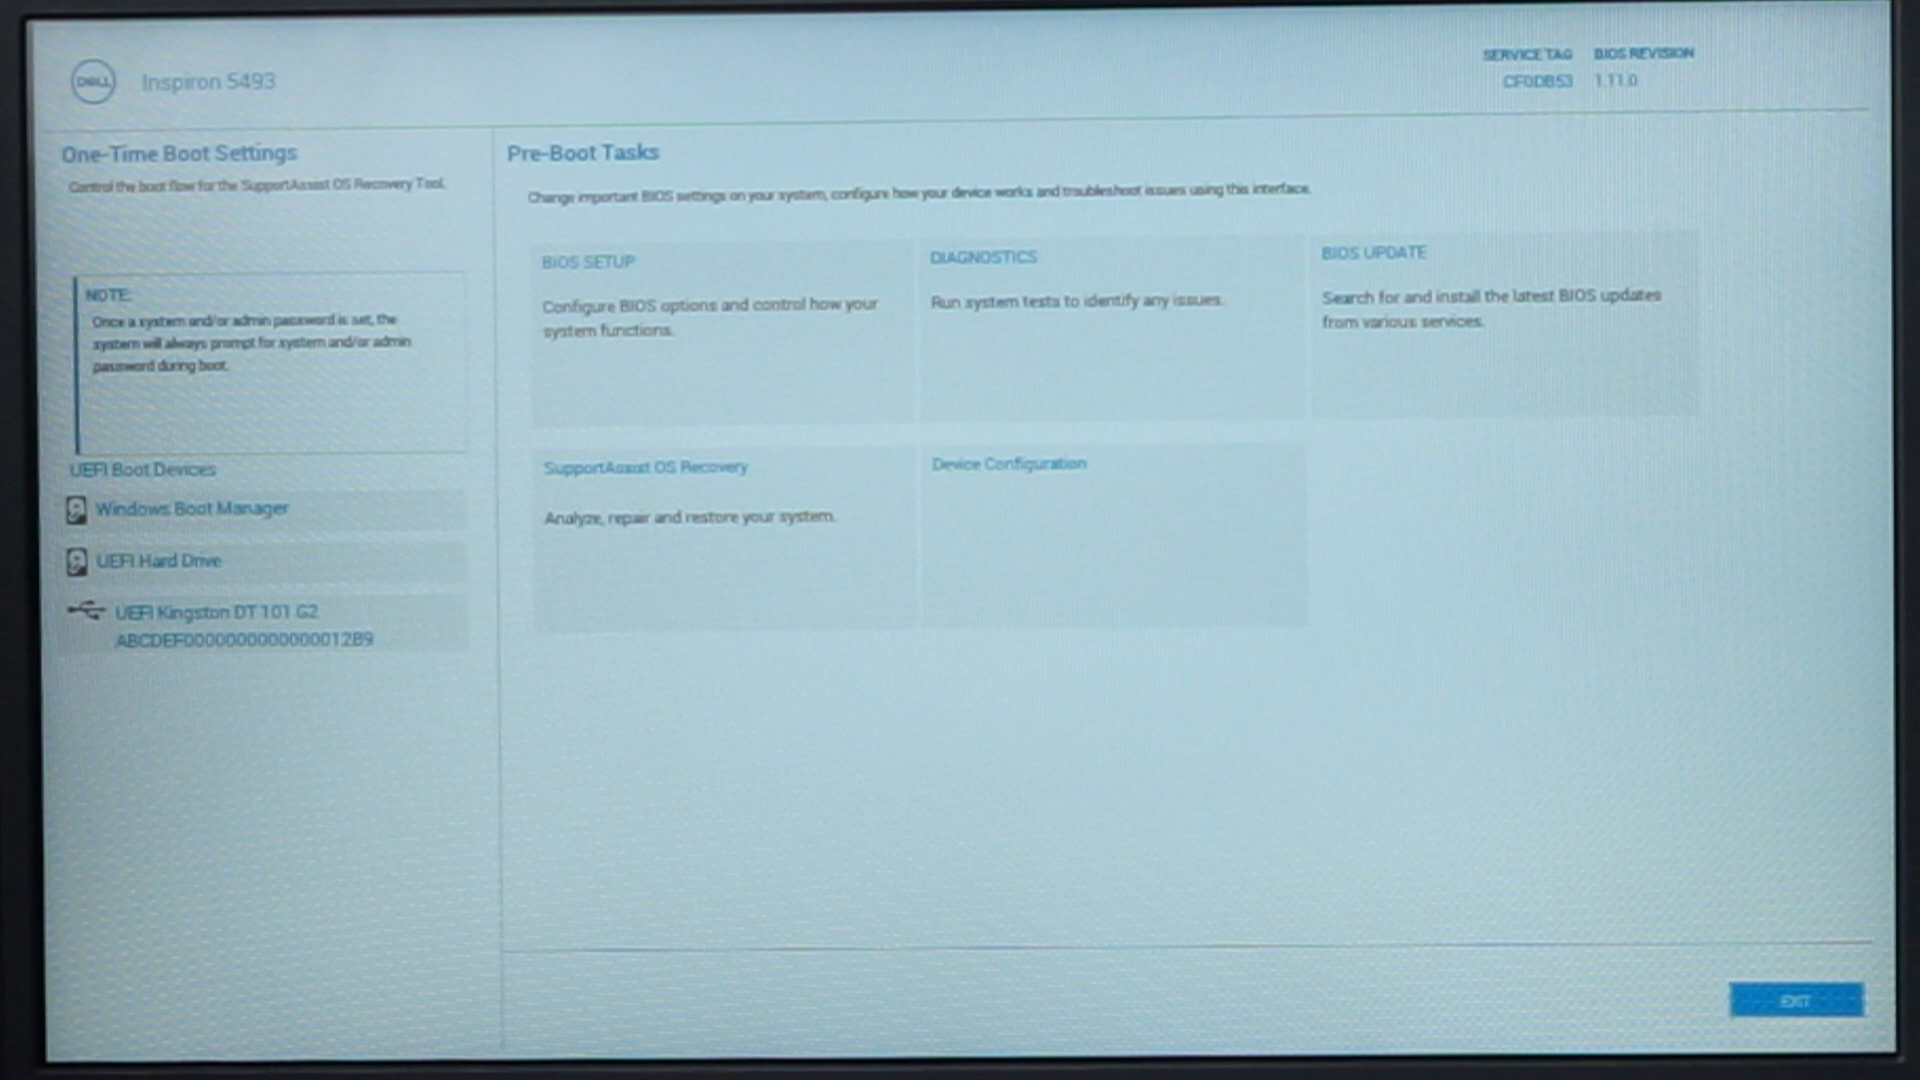 DELL
Inspiron 5493
SERVICE TAG
BIOS REVISION
CF0DB53
1.11.0
One-Time Boot Settings
Control the boot flow for the SupportAssist OS Recovery Tool.
NOTE:
Once a system and/or admin password is set, the
system will always prompt for system and/or admin
password during boot.
UEFI Boot Devices
Windows Boot Manager
UEFI Hard Drive
UEFI Kingston DT 101 G2
ABCDEF0000000000000012B9
Pre-Boot Tasks
Change important BIOS settings on your system, configure how your device works and troubleshoot issues using this interface.
BIOS SETUP
Configure BIOS options and control how your
system functions.
DIAGNOSTICS
Run system tests to identify any issues.
BIOS UPDATE
Search for and install the latest BIOS updates
from various services.
SupportAssist OS Recovery
Analyze, repair and restore your system.
Device Configuration
EXIT